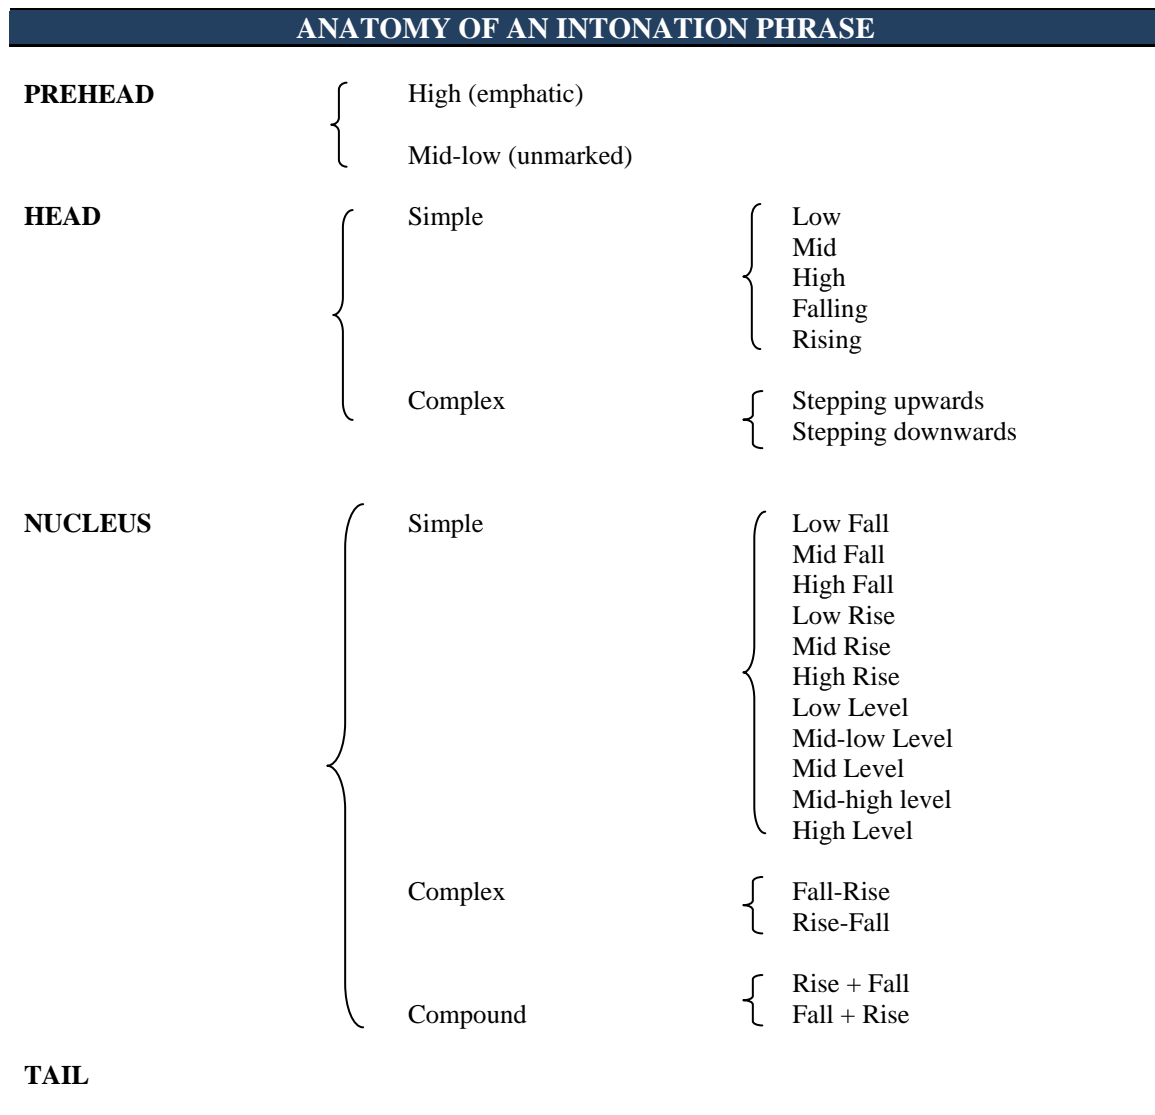 ANATOMY OF AN INTONATION PHRASE
PREHEAD High (emphatic)
Mid-low (unmarked)
HEAD Simple Low
Mid
High
Falling
Rising
Complex Stepping upwards
Stepping downwards
NUCLEUS Simple Low Fall
Mid Fall
High Fall
Low Rise
Mid Rise
High Rise
Low Level
Mid-low Level
Mid Level
Mid-high level
High Level
Complex Fall-Rise
Rise-Fall
Rise + Fall
Compound Fall + Rise
TAIL